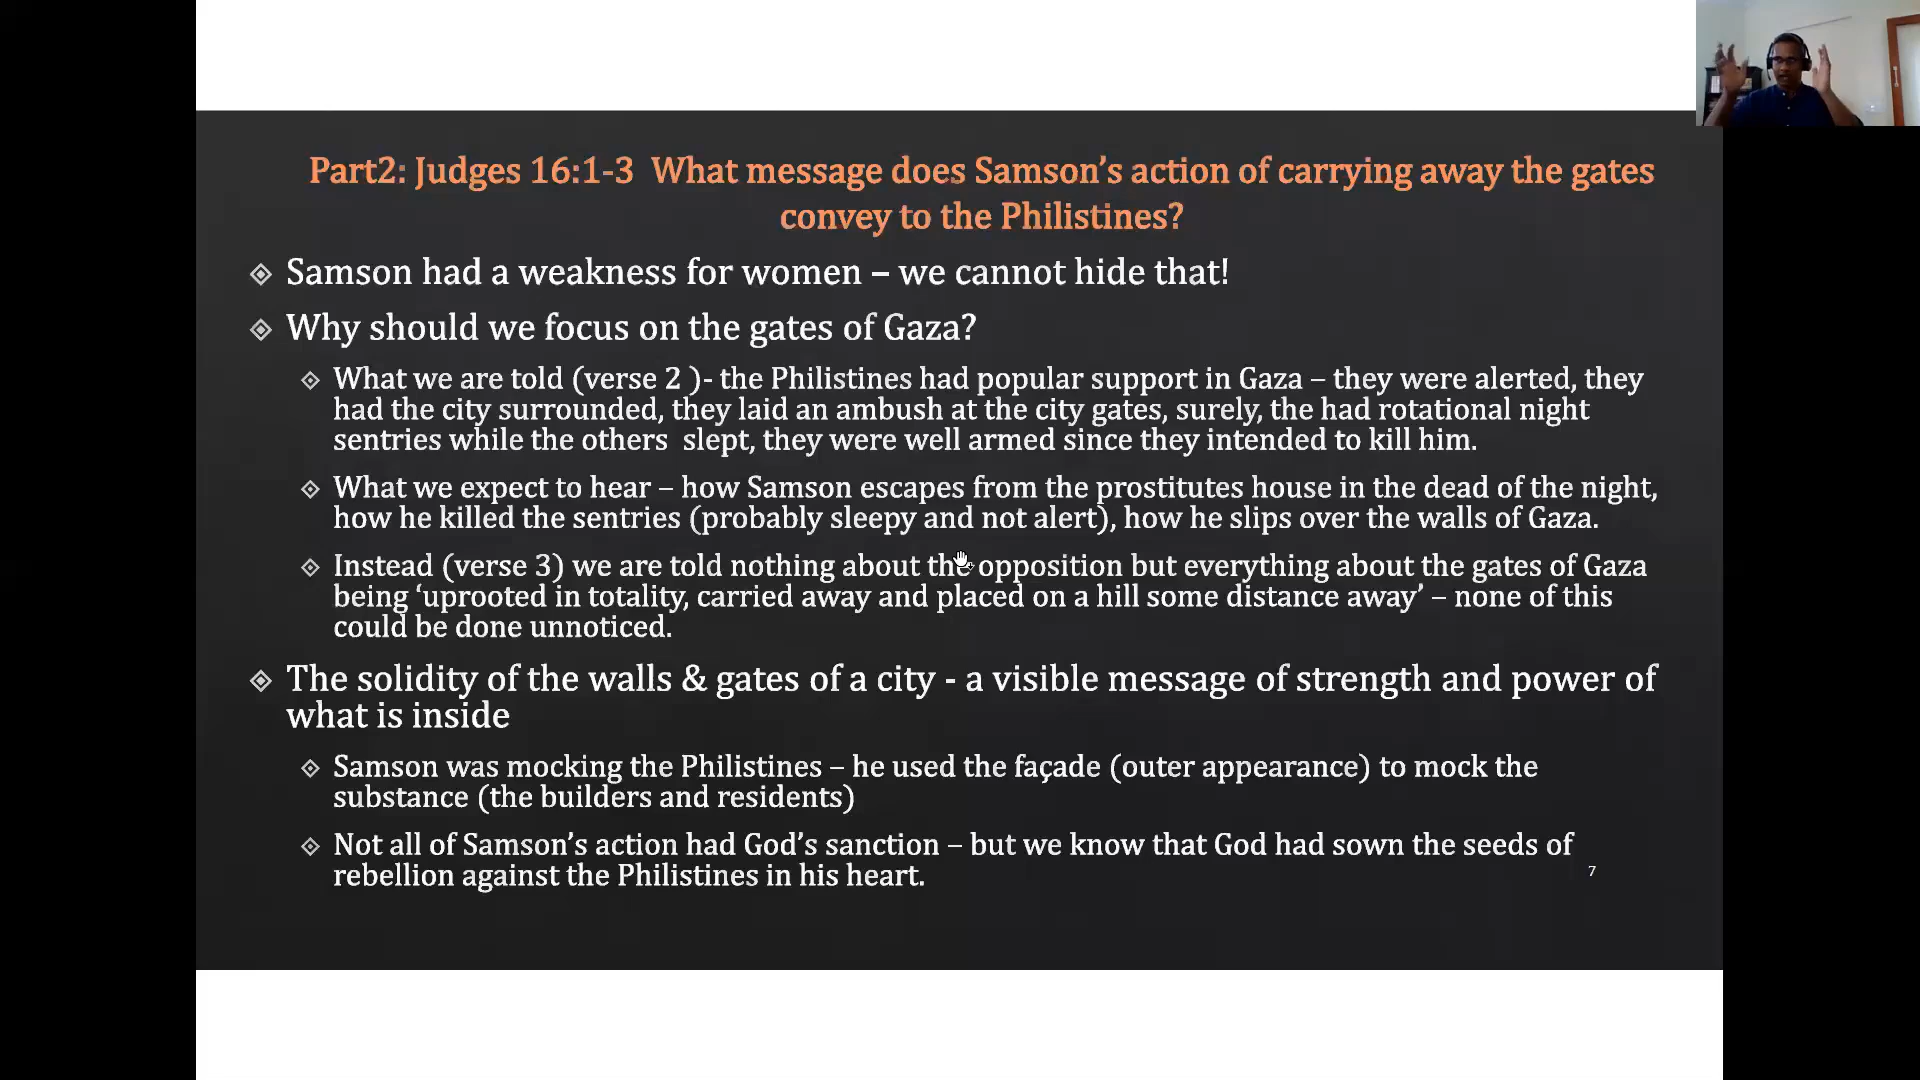 Part2: Judges 16:1-3 What message does Samson’s action of carrying away the gates
convey to the Philistines?
Samson had a weakness for women – we cannot hide that!
Why should we focus on the gates of Gaza?
What we are told (verse 2 )- the Philistines had popular support in Gaza – they were alerted, they
had the city surrounded, they laid an ambush at the city gates, surely, the had rotational night
sentries while the others slept, they were well armed since they intended to kill him.
What we expect to hear – how Samson escapes from the prostitutes house in the dead of the night,
how he killed the sentries (probably sleepy and not alert), how he slips over the walls of Gaza.
Instead (verse 3) we are told nothing about the opposition but everything about the gates of Gaza
being ‘uprooted in totality, carried away and placed on a hill some distance away’ – none of this
could be done unnoticed.
The solidity of the walls & gates of a city - a visible message of strength and power of
what is inside
Samson was mocking the Philistines – he used the façade (outer appearance) to mock the
substance (the builders and residents)
Not all of Samson’s action had God’s sanction – but we know that God had sown the seeds of
rebellion against the Philistines in his heart.
7